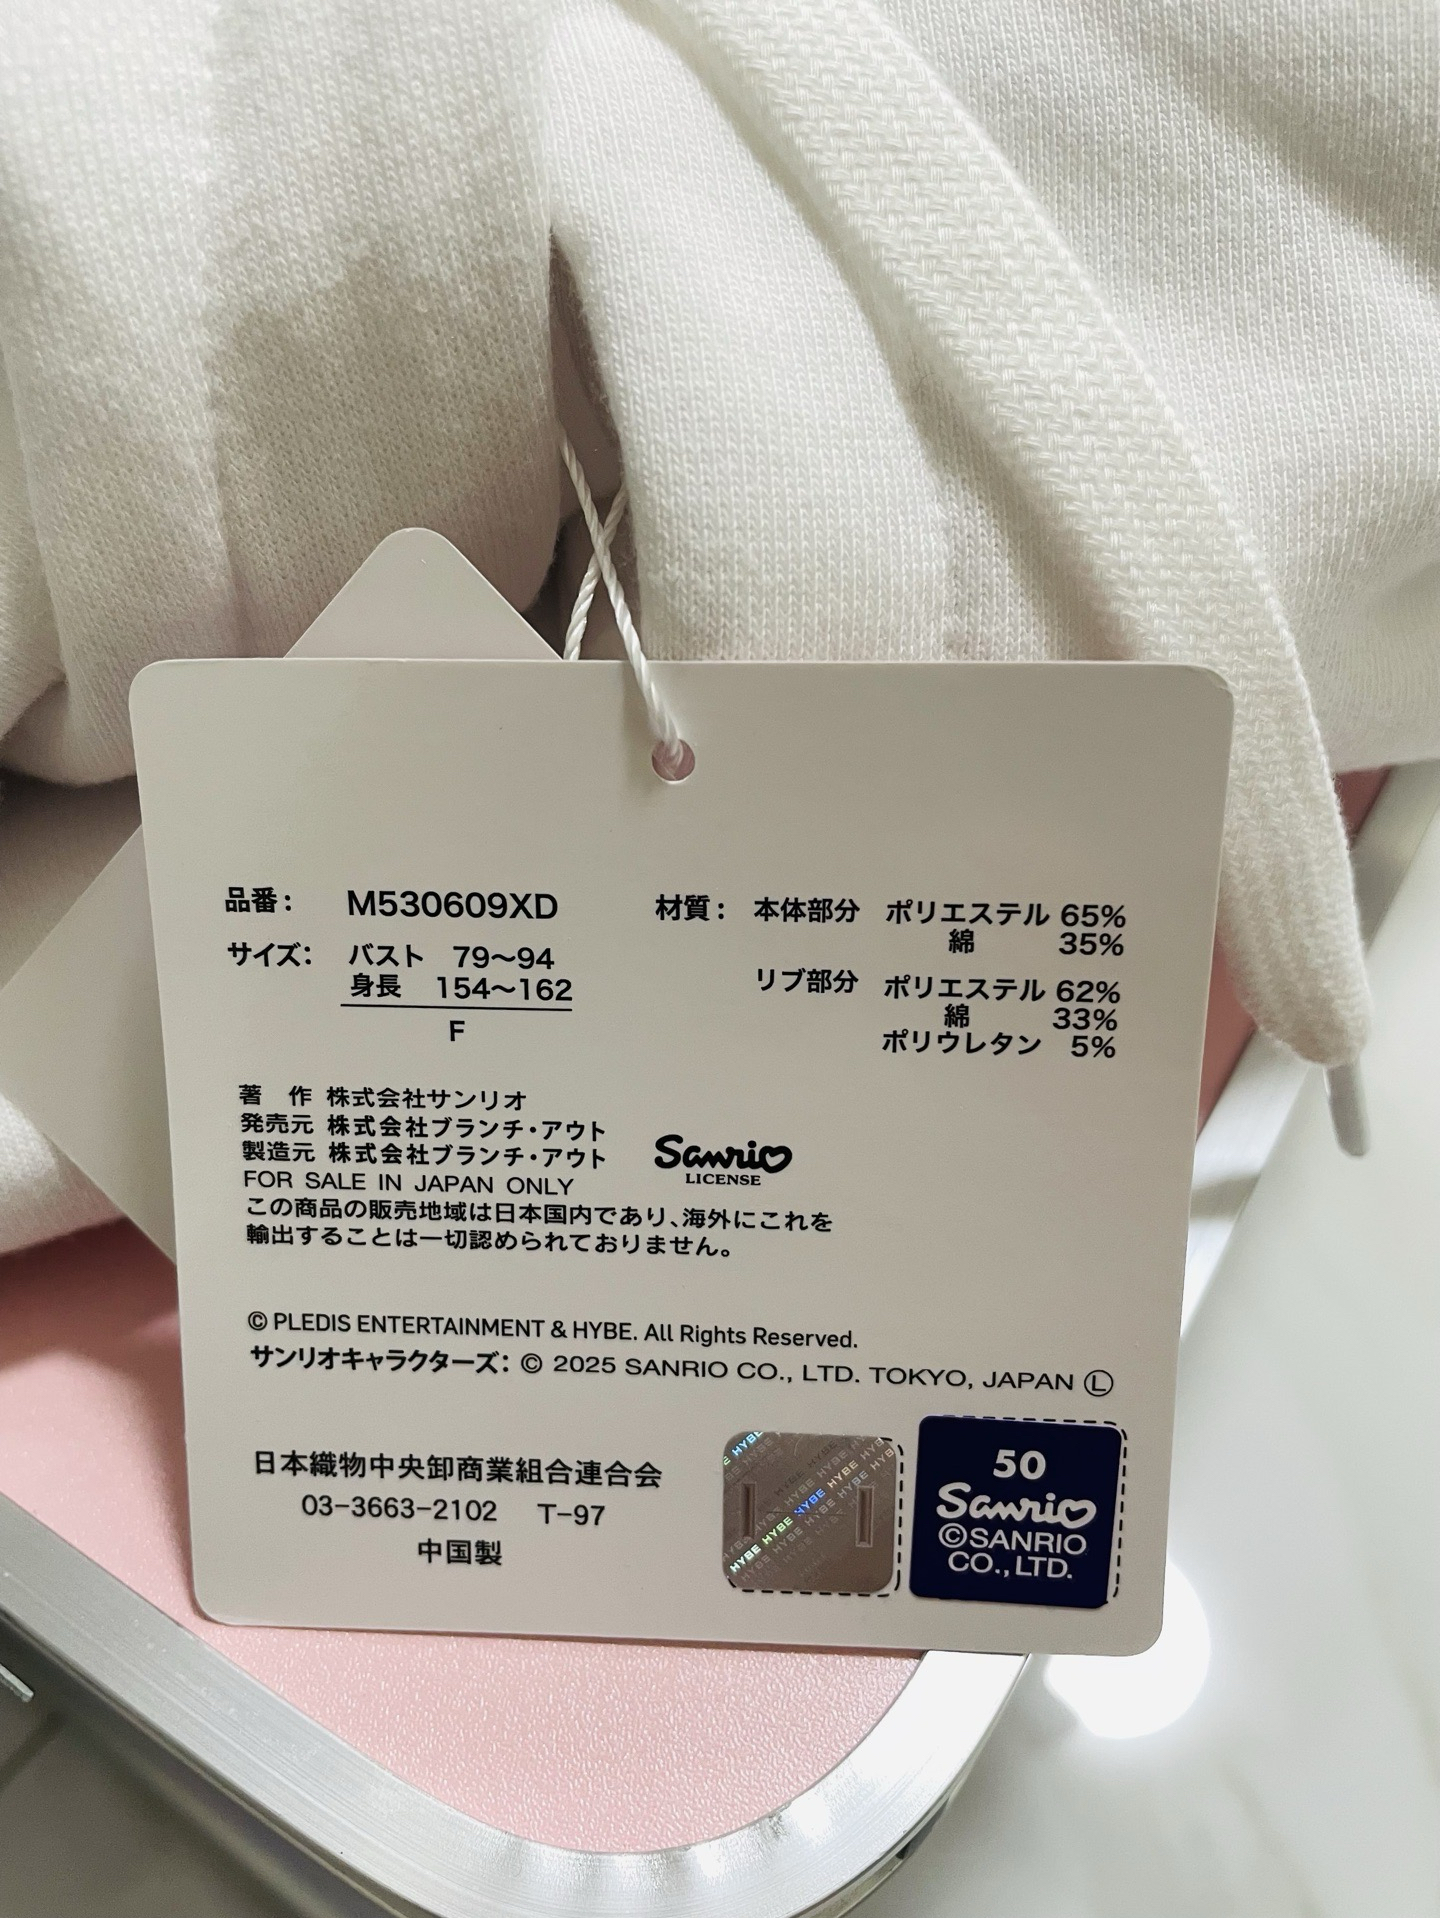 品番： M530609XD
サイズ： バスト 79〜94
身長 154〜162
F
材質： 本体部分 ポリエステル 65%
綿 35%
リブ部分 ポリエステル 62%
綿 33%
ポリウレタン 5%
著 作 株式会社サンリオ
発売元 株式会社ブランチ・アウト
製造元 株式会社ブランチ・アウト
Sanrio
LICENSE
FOR SALE IN JAPAN ONLY
この商品の販売地域は日本国内であり、海外にこれを
輸出することは一切認められておりません。
© PLEDIS ENTERTAINMENT & HYBE. All Rights Reserved.
サンリオキャラクターズ： © 2025 SANRIO CO., LTD. TOKYO, JAPAN Ⓛ
日本織物中央卸商業組合連合会
03-3663-2102 T-97
中国製
HYBE HYBE HYBE HYBE HYBE
50
Sanrio
©SANRIO
CO.,LTD.